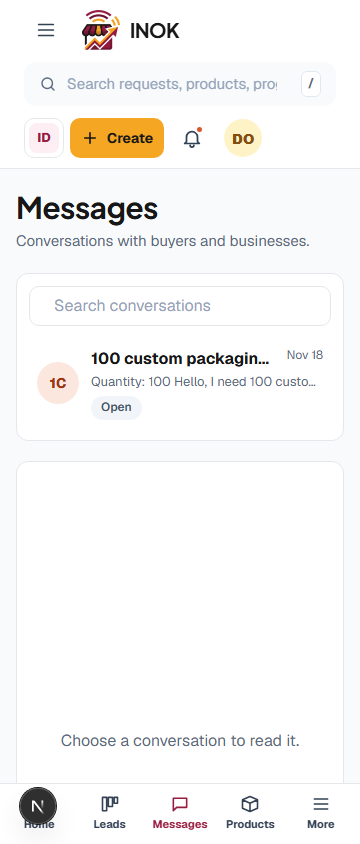 INOK
Search requests, products, pro
/
ID
Create
DO
Messages
Conversations with buyers and businesses.
Search conversations
100 custom packagin...
Nov 18
1C
Quantity: 100 Hello, I need 100 custo...
Open
Choose a conversation to read it.
N
Home
Leads
Messages
Products
More